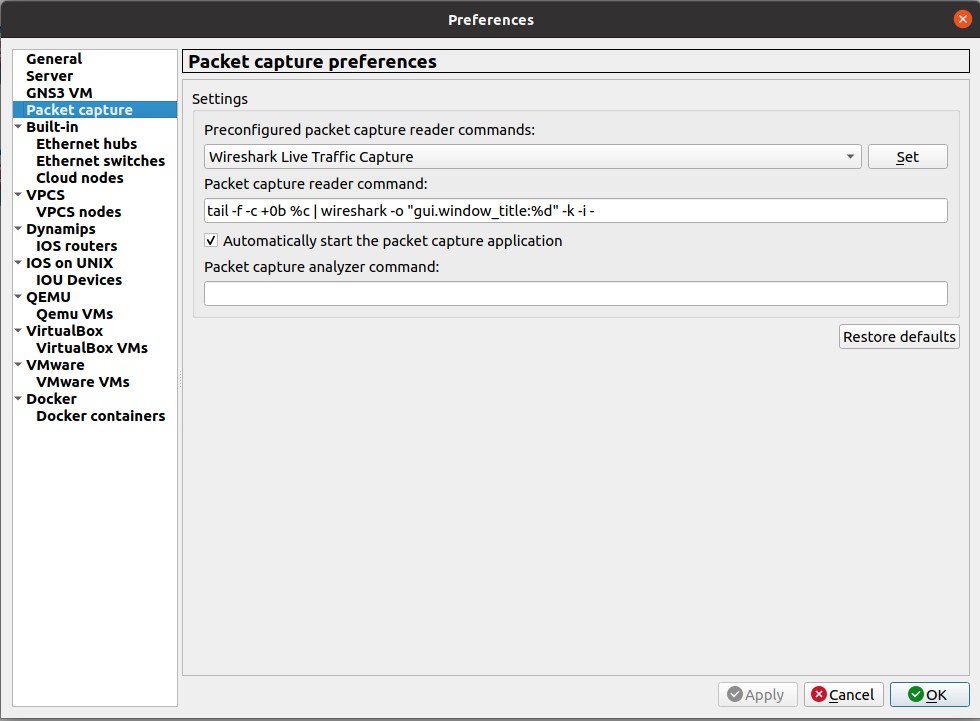 Preferences
General
Server
GNS3 VM
Packet capture
Built-in
Ethernet hubs
Ethernet switches
Cloud nodes
VPCS
VPCS nodes
Dynamips
IOS routers
IOS on UNIX
IOU Devices
QEMU
Qemu VMs
VirtualBox
VirtualBox VMs
VMware
VMware VMs
Docker
Docker containers
Packet capture preferences
Settings
Preconfigured packet capture reader commands:
Wireshark Live Traffic Capture
Set
Packet capture reader command:
tail -f -c +0b %c | wireshark -o "gui.window_title:%d" -k -i -
Automatically start the packet capture application
Packet capture analyzer command:
Restore defaults
Apply
Cancel
OK